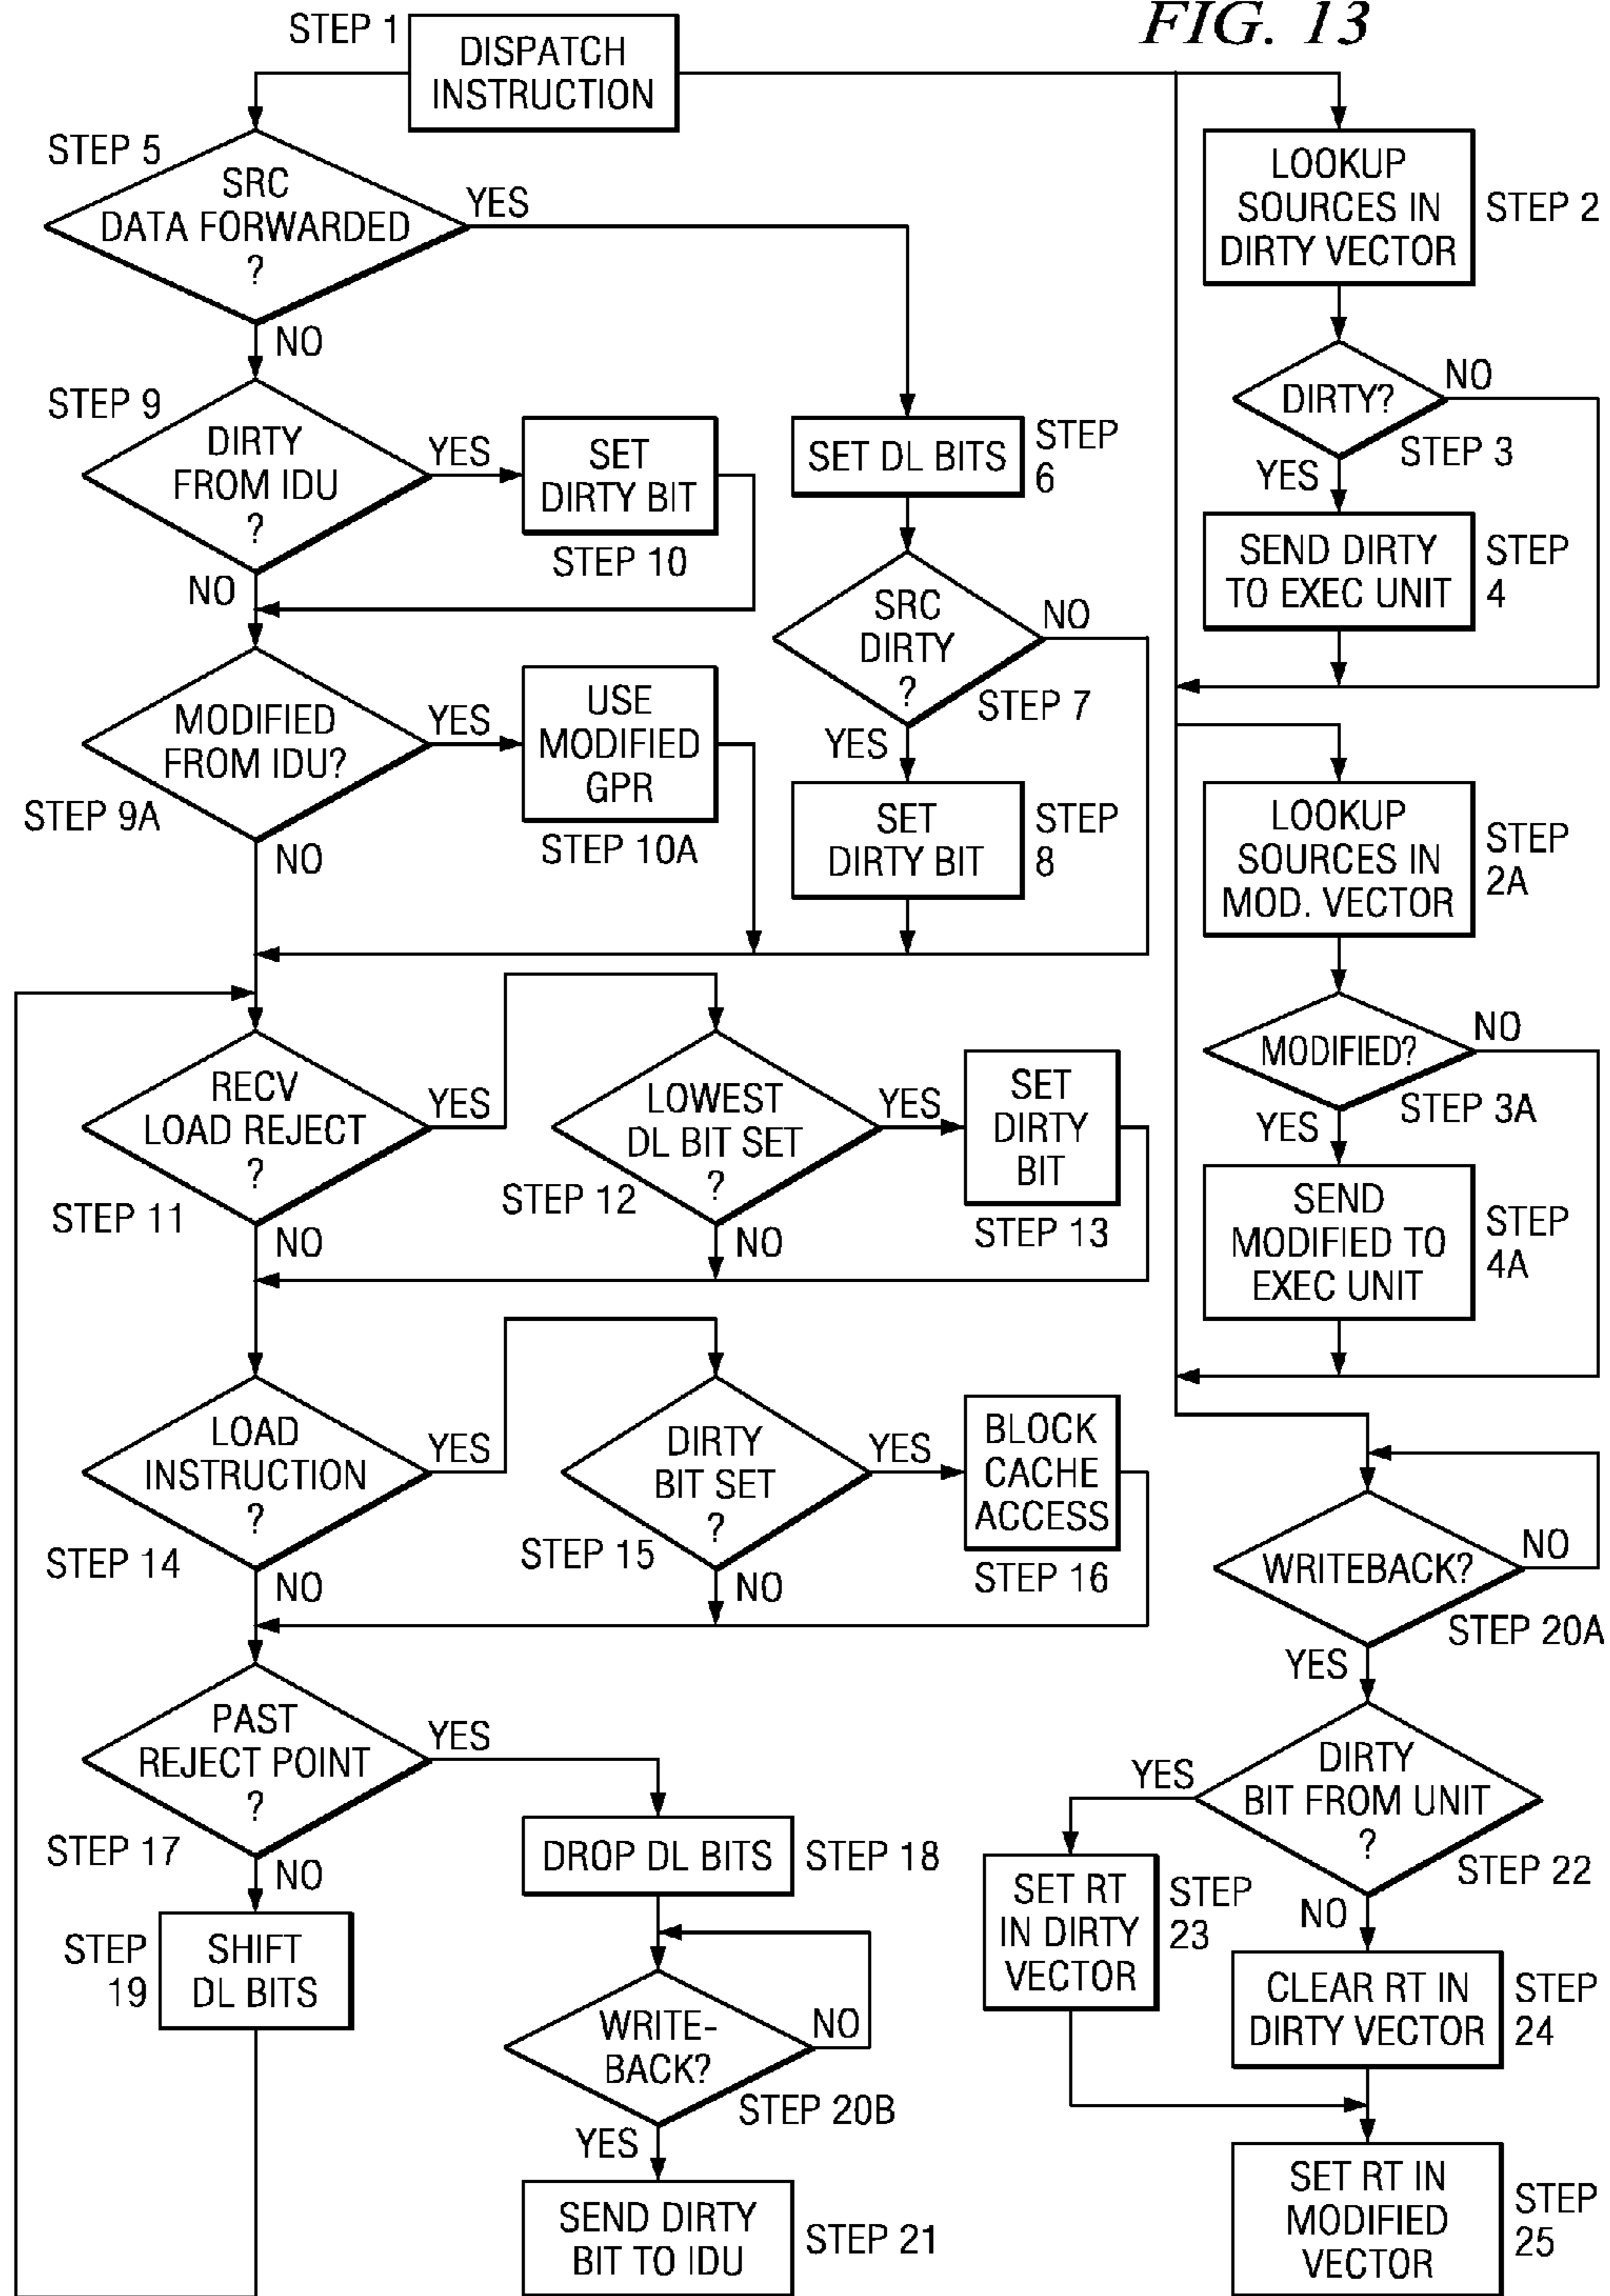 FIG. 13
STEP 1
DISPATCH
INSTRUCTION
STEP 5
SRC
DATA FORWARDED
?
YES
NO
LOOKUP
SOURCES IN
DIRTY VECTOR
STEP 2
DIRTY?
NO
STEP 3
YES
SEND DIRTY
TO EXEC UNIT
STEP
4
STEP 9
DIRTY
FROM IDU
?
YES
NO
SET
DIRTY BIT
STEP 10
SET DL BITS
STEP
6
SRC
DIRTY
?
NO
STEP 7
YES
SET
DIRTY BIT
STEP
8
MODIFIED
FROM IDU?
YES
STEP 9A
NO
USE
MODIFIED
GPR
STEP 10A
LOOKUP
SOURCES IN
MOD. VECTOR
STEP
2A
MODIFIED?
NO
STEP 3A
YES
SEND
MODIFIED TO
EXEC UNIT
STEP
4A
RECV
LOAD REJECT
?
YES
STEP 11
NO
LOWEST
DL BIT SET
?
YES
STEP 12
NO
SET
DIRTY
BIT
STEP 13
LOAD
INSTRUCTION
?
YES
STEP 14
NO
DIRTY
BIT SET
?
YES
STEP 15
NO
BLOCK
CACHE
ACCESS
STEP 16
WRITEBACK?
NO
STEP 20A
YES
PAST
REJECT POINT
?
YES
STEP 17
NO
DROP DL BITS
STEP 18
STEP
19
SHIFT
DL BITS
WRITE-
BACK?
NO
STEP 20B
YES
SEND DIRTY
BIT TO IDU
STEP 21
DIRTY
BIT FROM UNIT
?
YES
STEP 22
NO
SET RT
IN DIRTY
VECTOR
STEP
23
CLEAR RT IN
DIRTY VECTOR
STEP
24
SET RT IN
MODIFIED
VECTOR
STEP
25